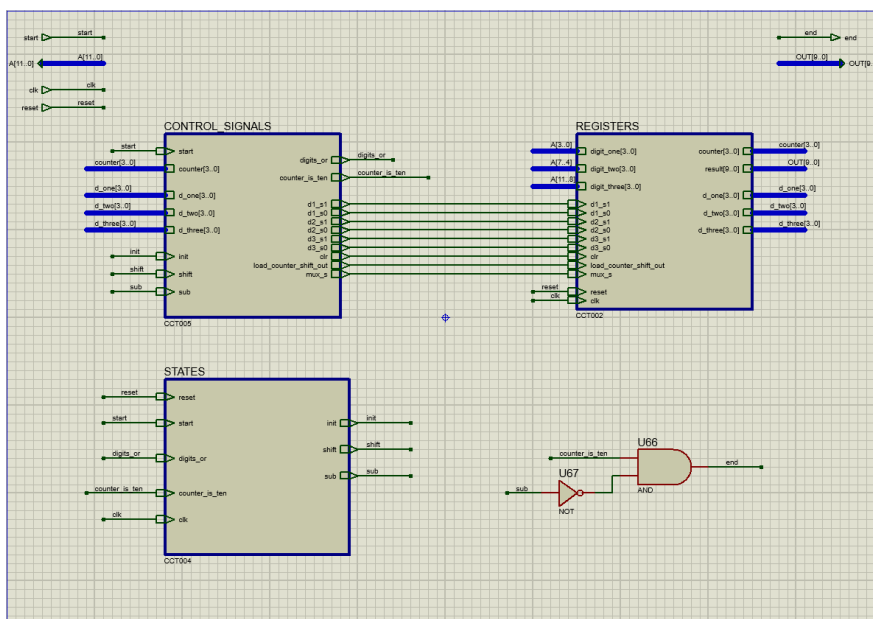 start start
A[11..0] A[11..0]
clk clk
reset reset
end end
OUT[9..0] OUT[9..
CONTROL_SIGNALS
start start
counter[3..0] counter[3..0]
d_one[3..0] d_one[3..0]
d_two[3..0] d_two[3..0]
d_three[3..0] d_three[3..0]
init init
shift shift
sub sub
digits_or digits_or
counter_is_ten counter_is_ten
d1_s1
d1_s0
d2_s1
d2_s0
d3_s1
d3_s0
clr
load_counter_shift_out
mux_s
CCT005
REGISTERS
A[3..0] digit_one[3..0]
A[7..4] digit_two[3..0]
A[11..8] digit_three[3..0]
d1_s1
d1_s0
d2_s1
d2_s0
d3_s1
d3_s0
clr
load_counter_shift_out
mux_s
reset reset
clk clk
counter[3..0] counter[3..0]
result[9..0] OUT[9..0]
d_one[3..0] d_one[3..0]
d_two[3..0] d_two[3..0]
d_three[3..0] d_three[3..0]
CCT002
STATES
reset reset
start start
digits_or digits_or
counter_is_ten counter_is_ten
clk clk
init init
shift shift
sub sub
CCT004
U66
counter_is_ten
end
AND
U67
sub
NOT